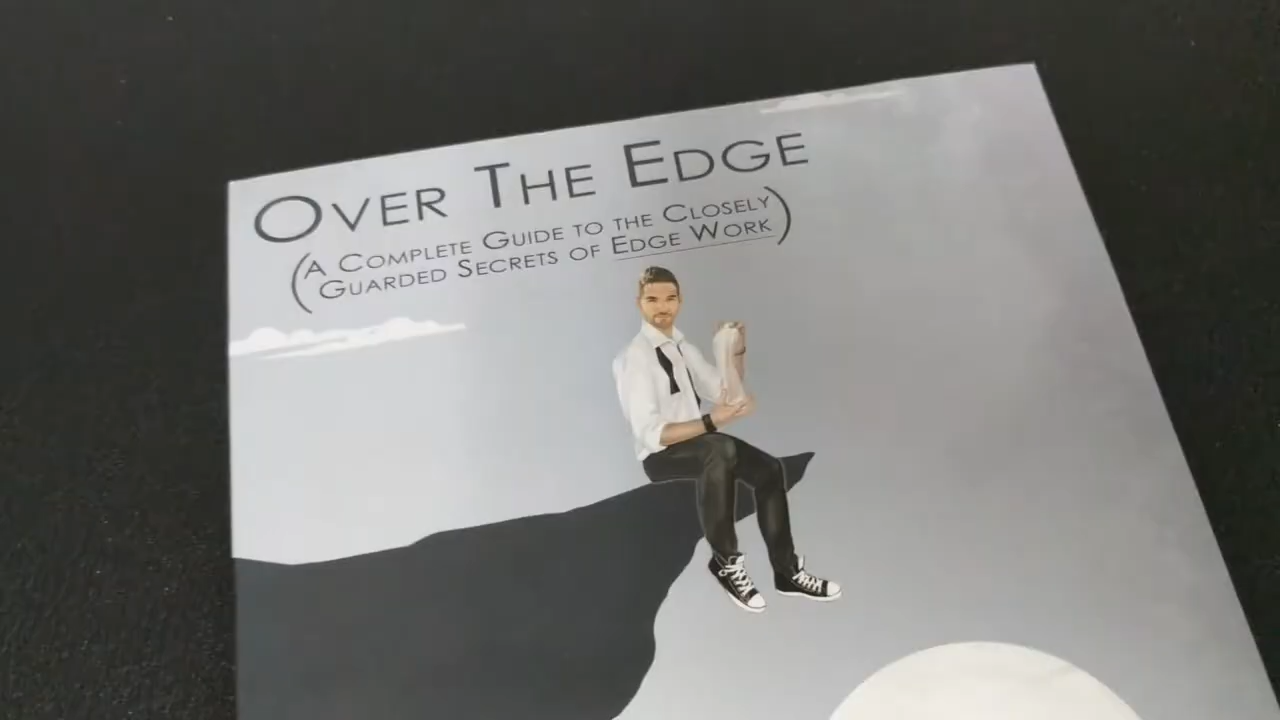 OVER THE EDGE
(A COMPLETE GUIDE TO THE CLOSELY
GUARDED SECRETS OF EDGE WORK)